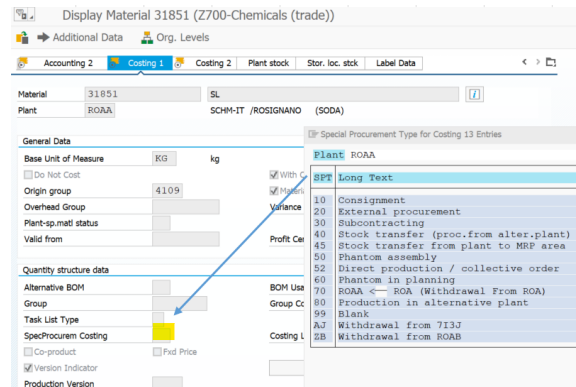 Display Material 31851 (Z700-Chemicals (trade))
Additional Data Org. Levels
Accounting 2 Costing 1 Costing 2 Plant stock Stor. loc. stck Label Data
Material 31851 SL
Plant ROAA SCHM-IT /ROSIGNANO (SODA)
General Data
Base Unit of Measure KG kg
Do Not Cost With
Origin group 4109 Materia
Overhead Group Variance
Plant-sp.matl status
Valid from Profit Cen
Quantity structure data
Alternative BOM BOM Usa
Group Group Co
Task List Type
SpecProcurem Costing Costing L
Co-product Fxd Price
Version Indicator
Production Version
Special Procurement Type for Costing 13 Entries
Plant ROAA
SPT Long Text
10 Consignment
20 External procurement
30 Subcontracting
40 Stock transfer (proc.from alter.plant)
45 Stock transfer from plant to MRP area
50 Phantom assembly
52 Direct production / collective order
60 Phantom in planning
70 ROAA <-- ROA (Withdrawal From ROA)
80 Production in alternative plant
99 Blank
AJ Withdrawal from 7I3J
ZB Withdrawal from ROAB